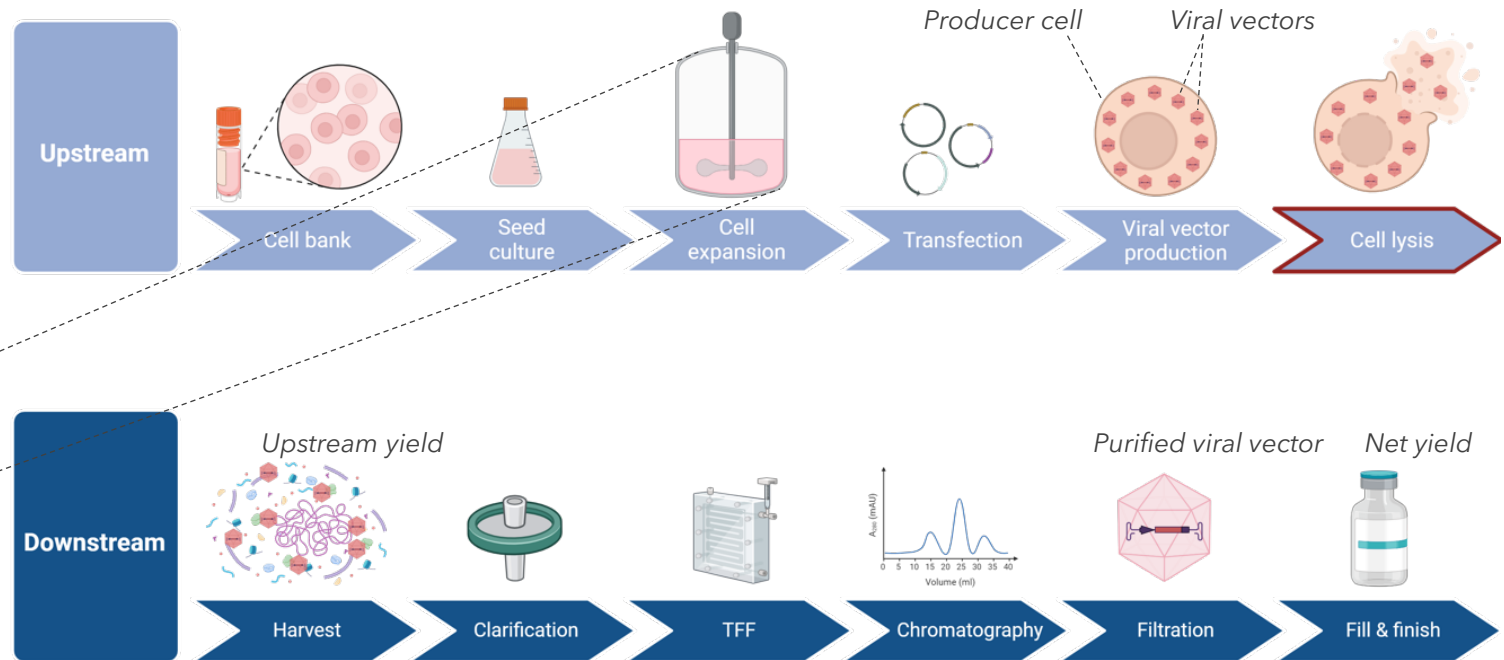 Producer cell
Viral vectors
Upstream
Cell bank
Seed
culture
Cell
expansion
Transfection
Viral vector
production
Cell lysis
Upstream yield
Purified viral vector
Net yield
A₂₈₀ (mAU)
0 5 10 15 20 25 30 35 40
Volume (ml)
Downstream
Harvest
Clarification
TFF
Chromatography
Filtration
Fill & finish